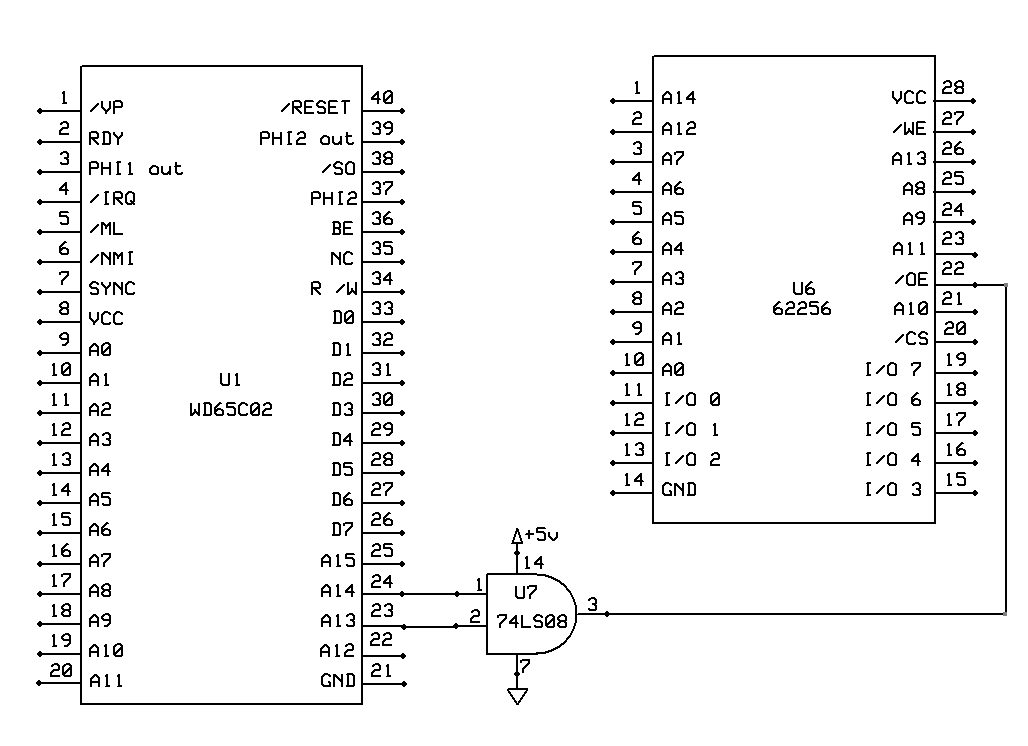 1 /VP /RESET 40
2 RDY PHI2 out 39
3 PHI1 out /SO 38
4 /IRQ PHI2 37
5 /ML BE 36
6 /NMI NC 35
7 SYNC R /W 34
8 VCC D0 33
9 A0 D1 32
10 A1 D2 31
U1
11 A2 D3 30
WD65C02
12 A3 D4 29
13 A4 D5 28
14 A5 D6 27
15 A6 D7 26
16 A7 A15 25
17 A8 A14 24
18 A9 A13 23
19 A10 A12 22
20 A11 GND 21
1 A14 VCC 28
2 A12 /WE 27
3 A7 A13 26
4 A6 A8 25
5 A5 A9 24
6 A4 A11 23
7 A3 /OE 22
U6
8 A2 A10 21
62256
9 A1 /CS 20
10 A0 I/O 7 19
11 I/O 0 I/O 6 18
12 I/O 1 I/O 5 17
13 I/O 2 I/O 4 16
14 GND I/O 3 15
+5v
14
1 U7
2 74LS08 3
7